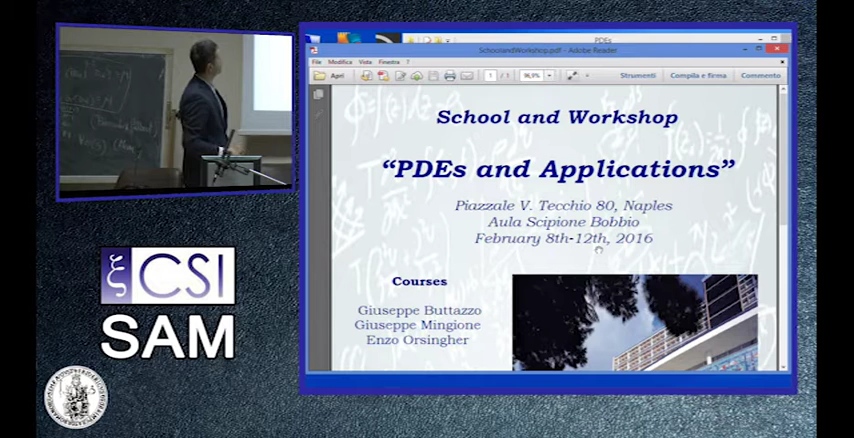 PDEs
SchoolandWorkshop.pdf - Adobe Reader
File Modifica Vista Finestra ?
Apri 1 / 1 36,9% Strumenti Compila e firma Commento
School and Workshop
“PDEs and Applications”
Piazzale V. Tecchio 80, Naples
Aula Scipione Bobbio
February 8th-12th, 2016
Courses
Giuseppe Buttazzo
Giuseppe Mingione
Enzo Orsingher
ξ CSI
SAM